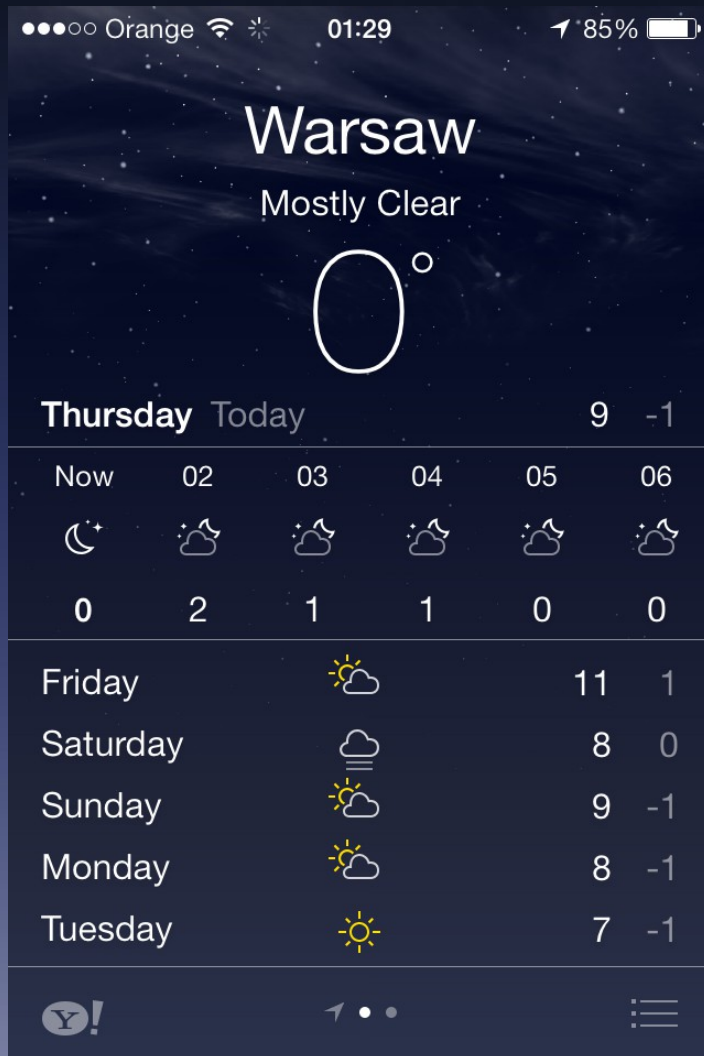 Orange 01:29 85%
Warsaw
Mostly Clear
0°
Thursday Today 9 -1
Now 02 03 04 05 06
0 2 1 1 0 0
Friday 11 1
Saturday 8 0
Sunday 9 -1
Monday 8 -1
Tuesday 7 -1
Y!